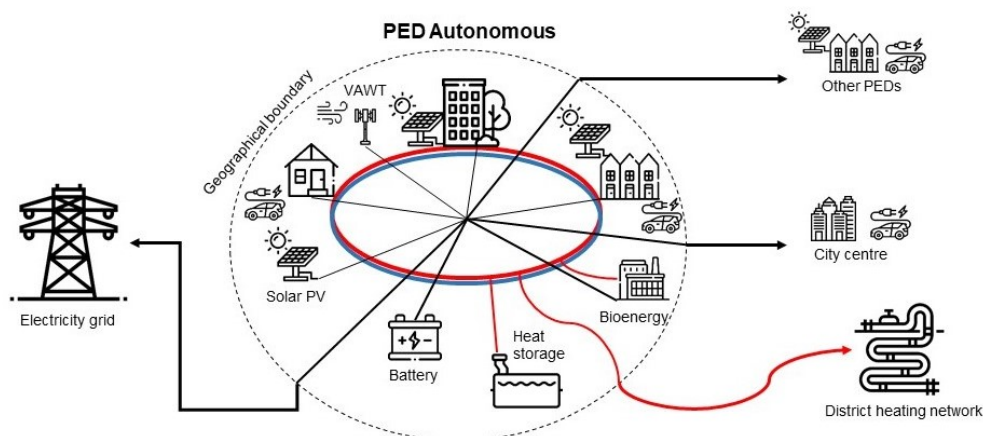 PED Autonomous
Geographical boundary
VAWT
Other PEDs
City centre
Solar PV
Electricity grid
Bioenergy
Heat
storage
Battery
District heating network